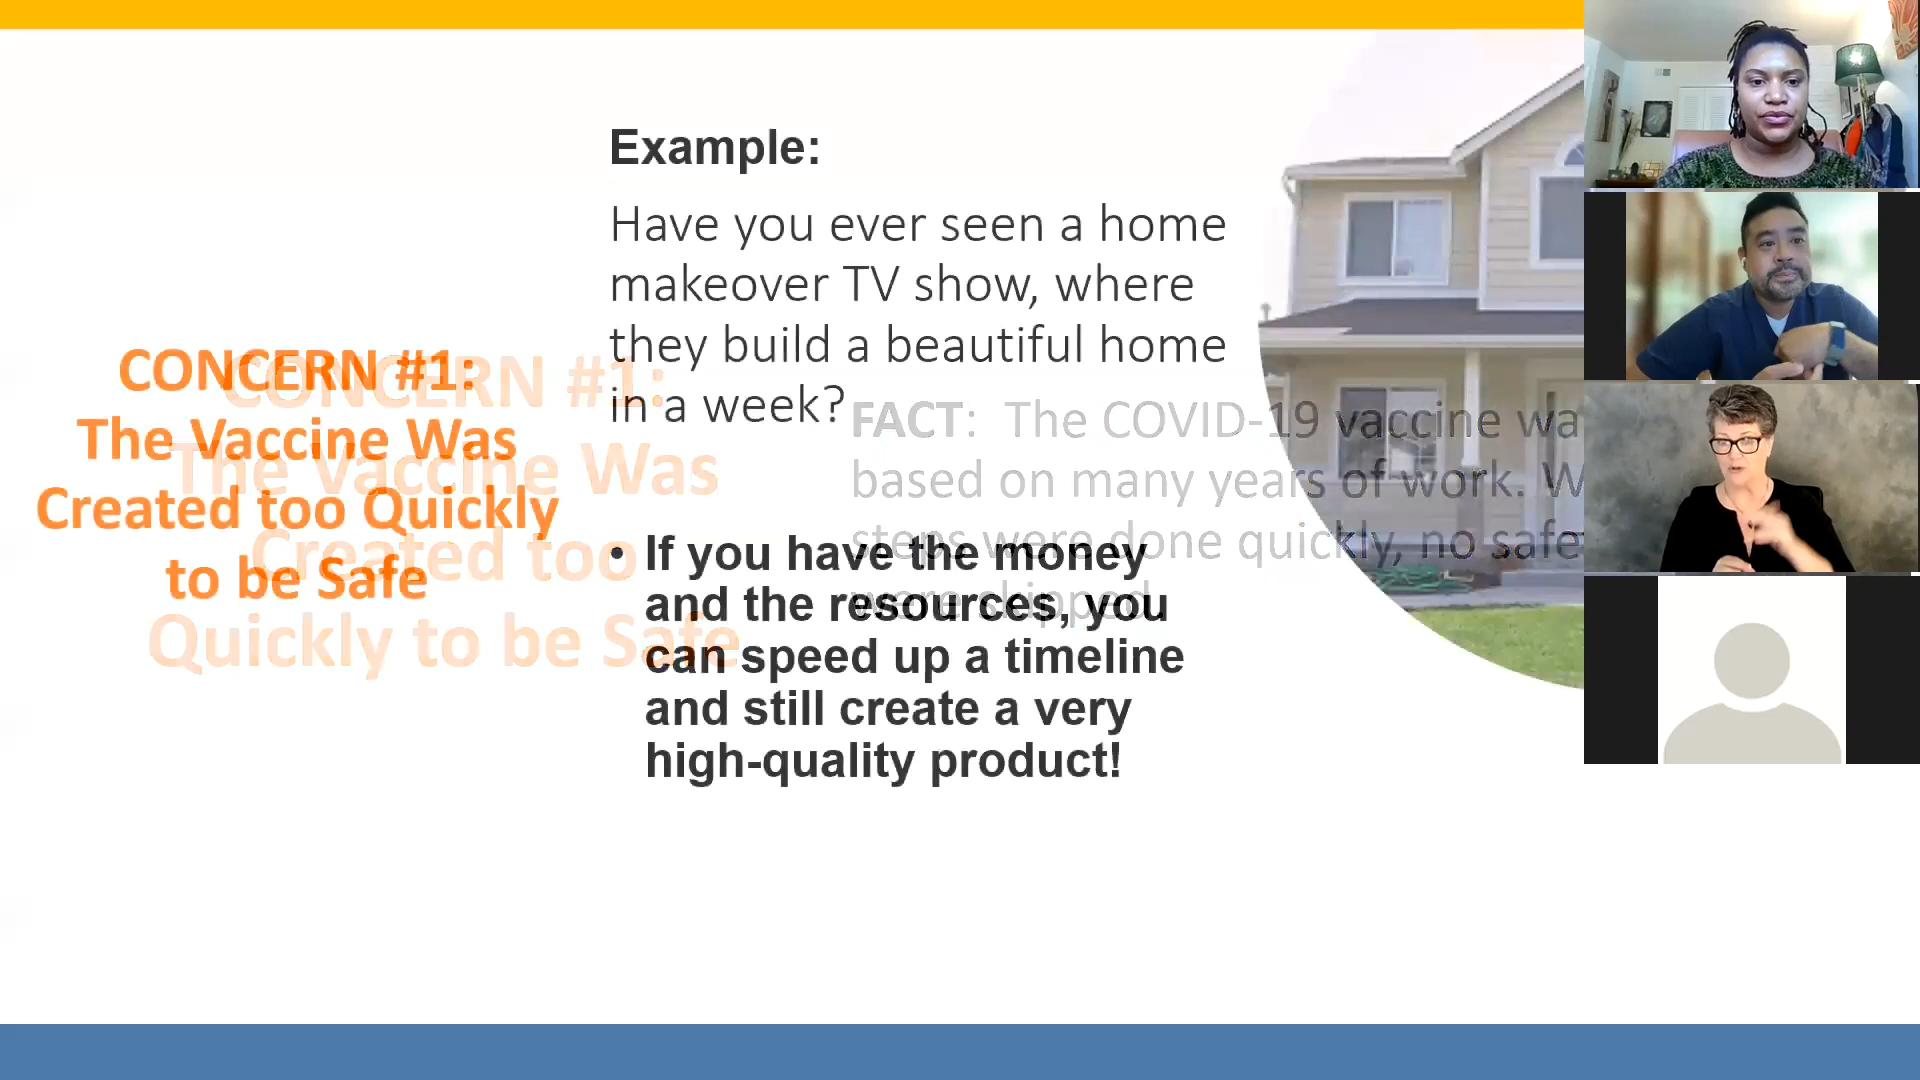 CONCERN #1:
The Vaccine Was
Created too Quickly
to be Safe
CONCERN #1:
The Vaccine Was
Created too
Quickly to be Safe
Example:
Have you ever seen a home
makeover TV show, where
they build a beautiful home
in a week?
• If you have the money
and the resources, you
can speed up a timeline
and still create a very
high-quality product!
FACT: The COVID-19 vaccine
based on many years of work.
steps were done quickly, no
were skipped